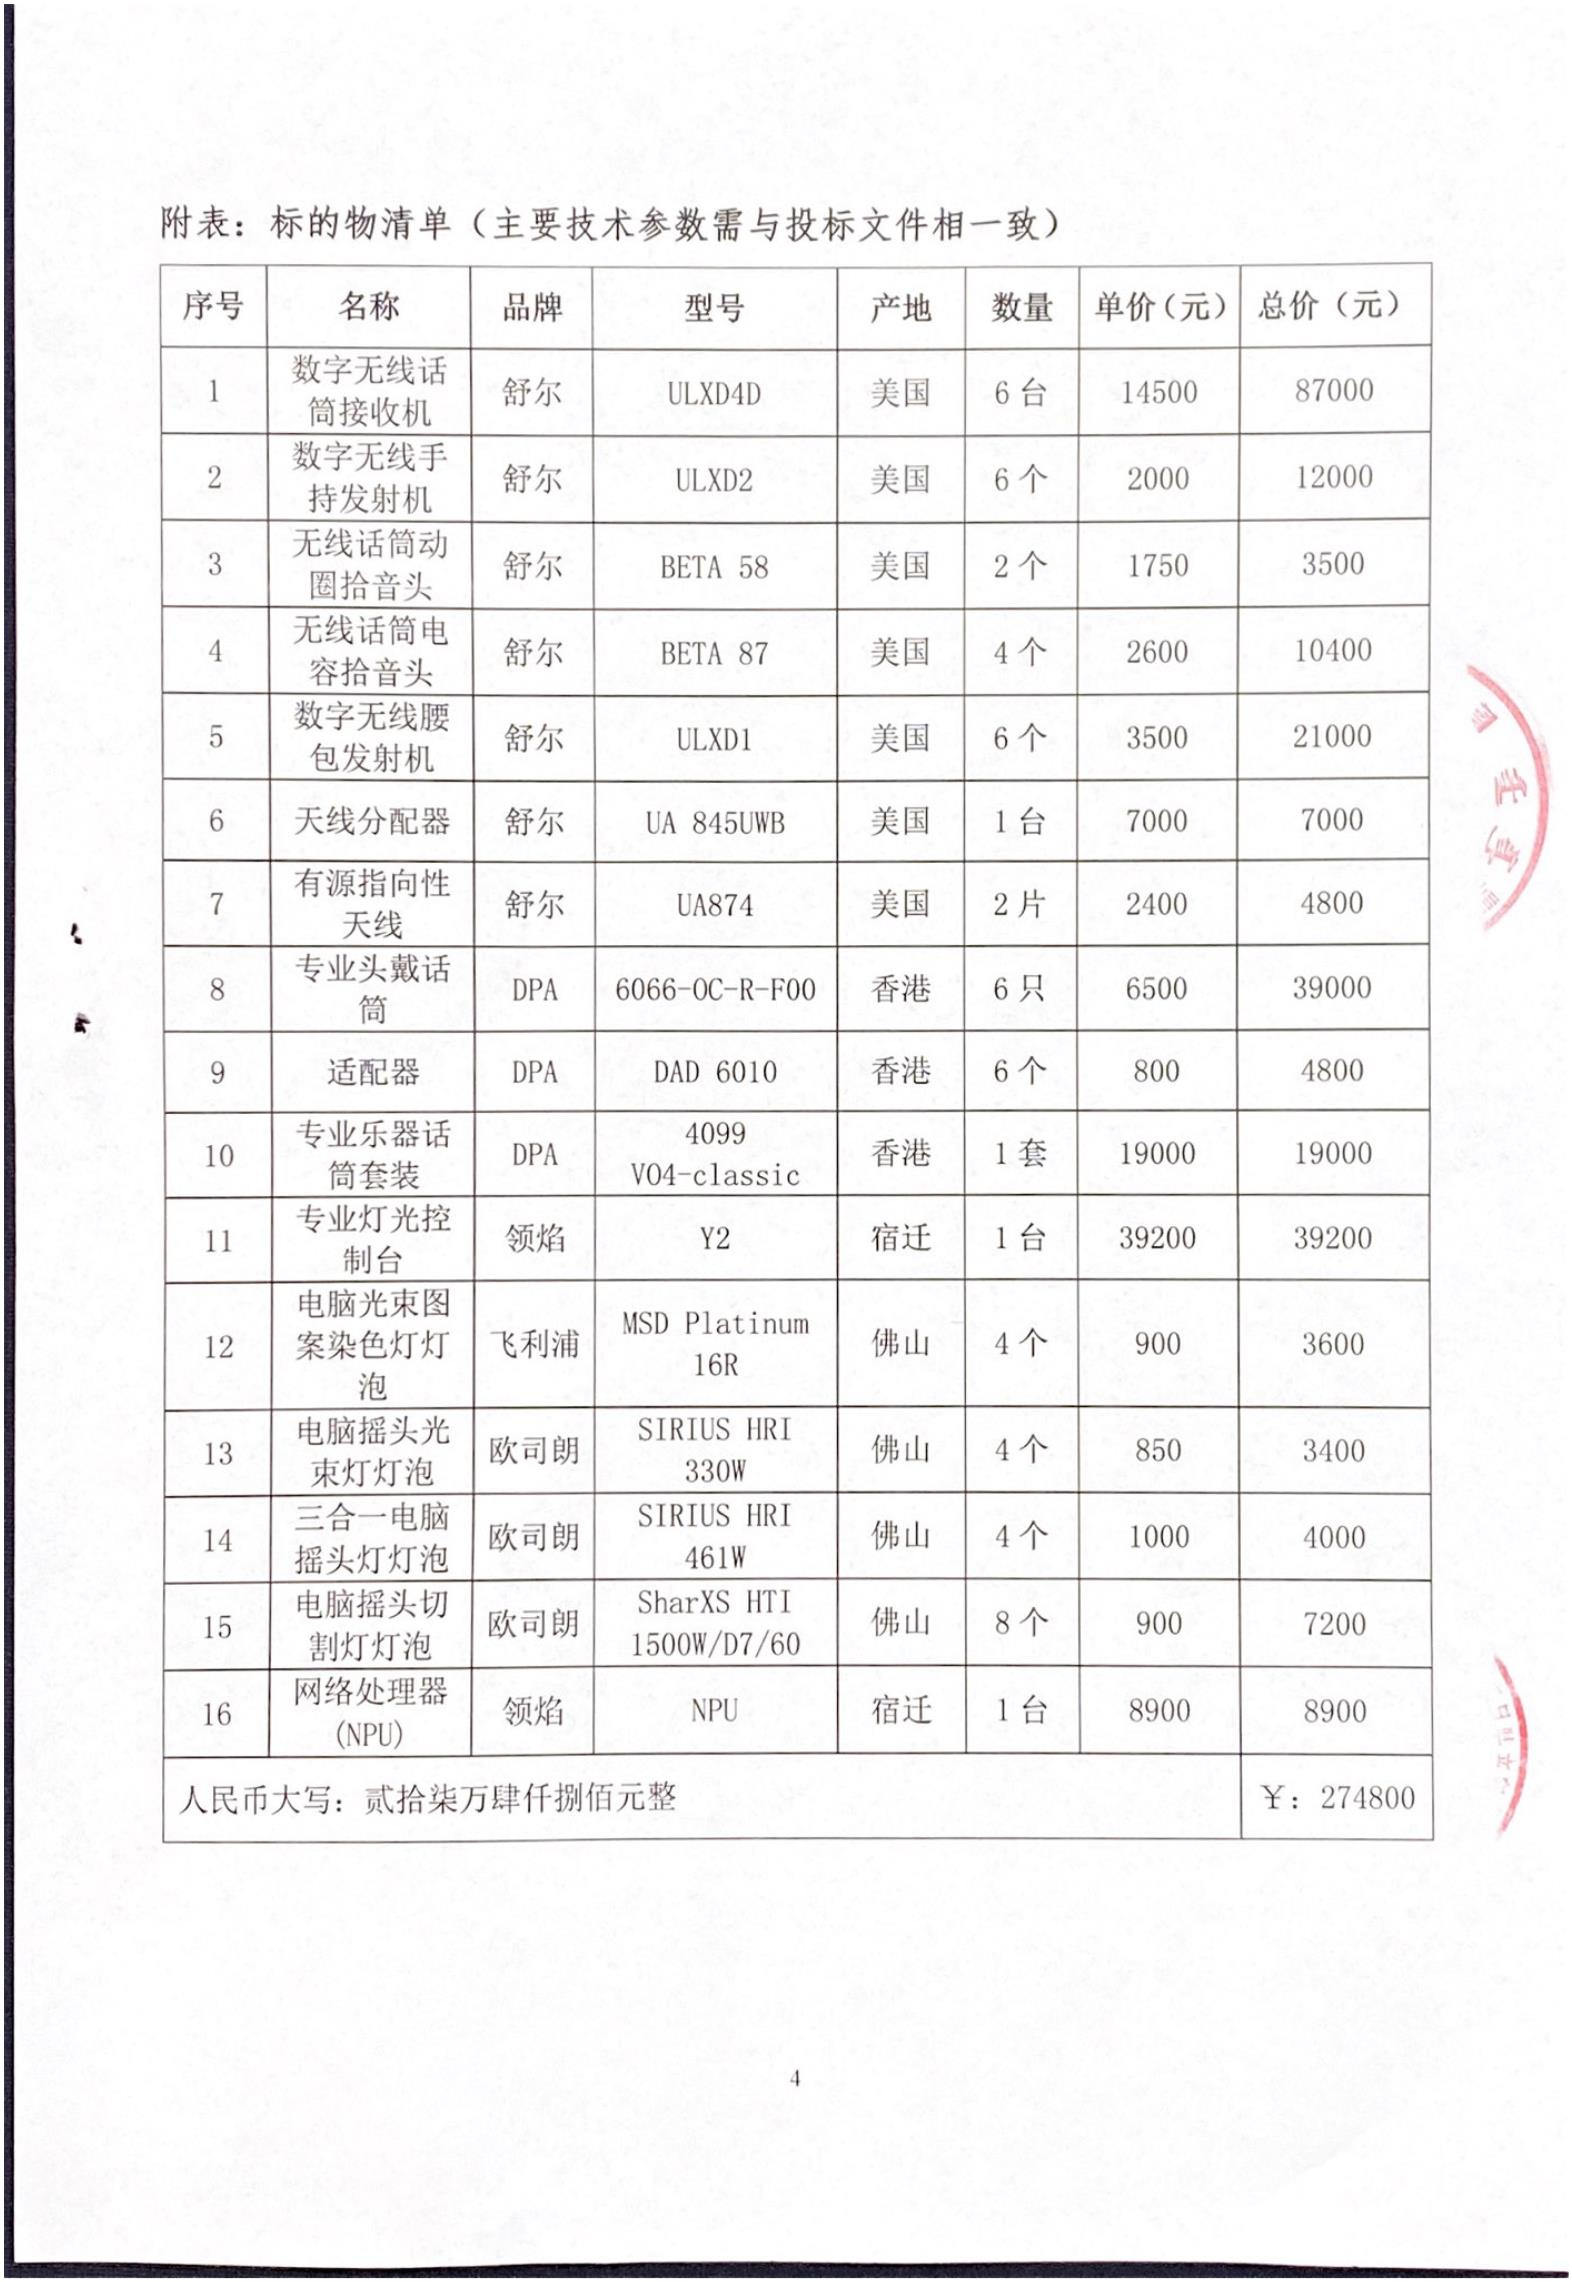 附表：标的物清单（主要技术参数需与投标文件相一致）
序号 名称 品牌 型号 产地 数量 单价（元） 总价（元）
1 数字无线话 舒尔 ULXD4D 美国 6 台 14500 87000
筒接收机
2 数字无线手 舒尔 ULXD2 美国 6 个 2000 12000
持发射机
3 无线话筒动 舒尔 BETA 58 美国 2 个 1750 3500
圈拾音头
4 无线话筒电 舒尔 BETA 87 美国 4 个 2600 10400
容拾音头
5 数字无线腰 舒尔 ULXD1 美国 6 个 3500 21000
包发射机
6 天线分配器 舒尔 UA 845UWB 美国 1 台 7000 7000
7 有源指向性 舒尔 UA874 美国 2 片 2400 4800
天线
8 专业头戴话 DPA 6066-OC-R-F00 香港 6 只 6500 39000
筒
9 适配器 DPA DAD 6010 香港 6 个 800 4800
10 专业乐器话 DPA 4099 香港 1 套 19000 19000
筒套装 VO4-classic
11 专业灯光控 领焰 Y2 宿迁 1 台 39200 39200
制台
12 电脑光束图 飞利浦 MSD Platinum 佛山 4 个 900 3600
案染色灯灯 16R
泡
13 电脑摇头光 欧司朗 SIRIUS HRI 佛山 4 个 850 3400
束灯灯泡 330W
14 三合一电脑 欧司朗 SIRIUS HRI 佛山 4 个 1000 4000
摇头灯灯泡 461W
15 电脑摇头切 欧司朗 SharXS HTI 佛山 8 个 900 7200
割灯灯泡 1500W/D7/60
16 网络处理器 领焰 NPU 宿迁 1 台 8900 8900
(NPU)
人民币大写：贰拾柒万肆仟捌佰元整 ¥：274800
4